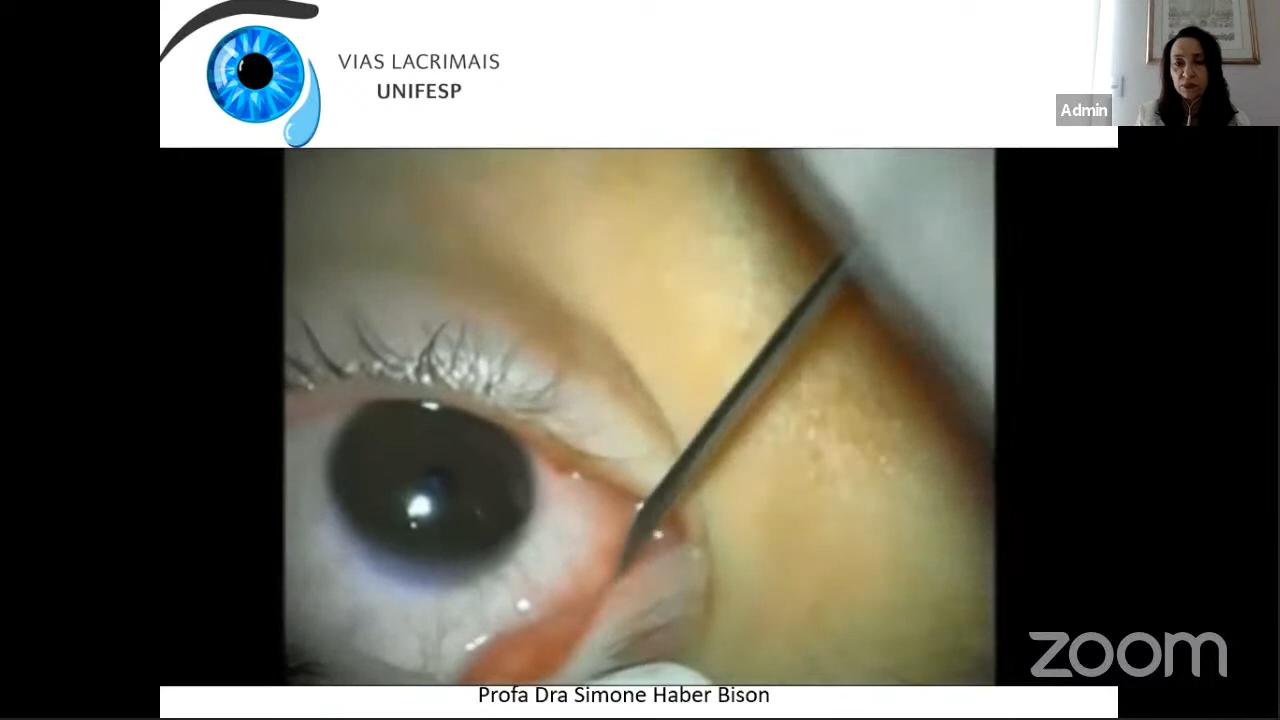 VIAS LACRIMAIS
UNIFESP
Admin
zoom
Profa Dra Simone Haber Bison